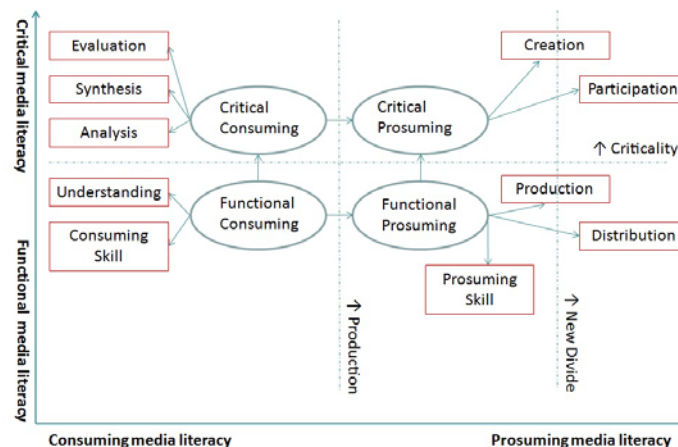 Critical media literacy
Functional media literacy
Evaluation
Synthesis
Analysis
Understanding
Consuming
Skill
Critical
Consuming
Critical
Prosuming
Functional
Consuming
Functional
Prosuming
Creation
Participation
↑ Criticality
Production
Distribution
Prosuming
Skill
↑ Production
↑ New Divide
Consuming media literacy
Prosuming media literacy